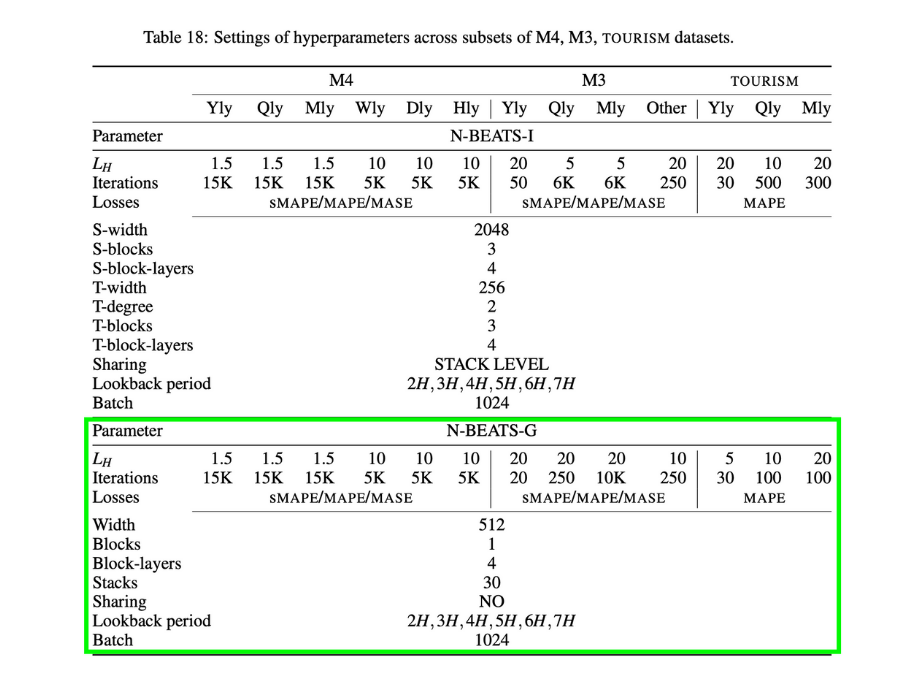 Table 18: Settings of hyperparameters across subsets of M4, M3, TOURISM datasets.
M4 M3 TOURISM
Yly Qly Mly Wly Dly Hly Yly Qly Mly Other Yly Qly Mly
Parameter N-BEATS-I
L_H 1.5 1.5 1.5 10 10 10 20 5 5 20 20 10 20
Iterations 15K 15K 15K 5K 5K 5K 50 6K 6K 250 30 500 300
Losses SMAPE/MAPE/MASE SMAPE/MAPE/MASE MAPE
S-width 2048
S-blocks 3
S-block-layers 4
T-width 256
T-degree 2
T-blocks 3
T-block-layers 4
Sharing STACK LEVEL
Lookback period 2H, 3H, 4H, 5H, 6H, 7H
Batch 1024
Parameter N-BEATS-G
L_H 1.5 1.5 1.5 10 10 10 20 20 20 10 5 10 20
Iterations 15K 15K 15K 5K 5K 5K 20 250 10K 250 30 100 100
Losses SMAPE/MAPE/MASE SMAPE/MAPE/MASE MAPE
Width 512
Blocks 1
Block-layers 4
Stacks 30
Sharing NO
Lookback period 2H, 3H, 4H, 5H, 6H, 7H
Batch 1024